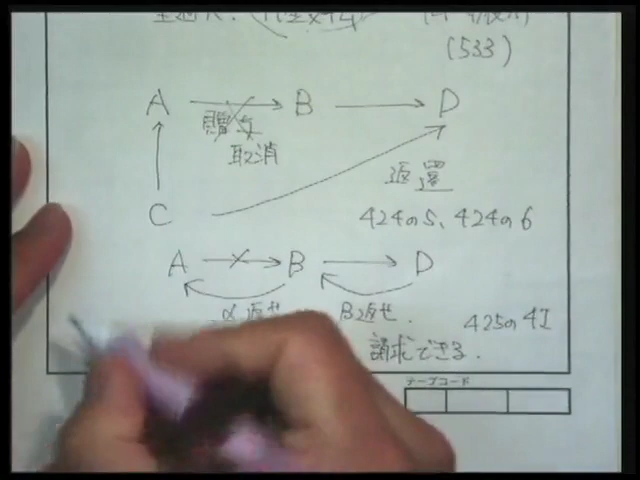 (533)
A → B → D
贈与
取消
返還
C
424の5、424の6
A → B → D
α返せ
B返せ.
425の4I
請求できる.
テープコード